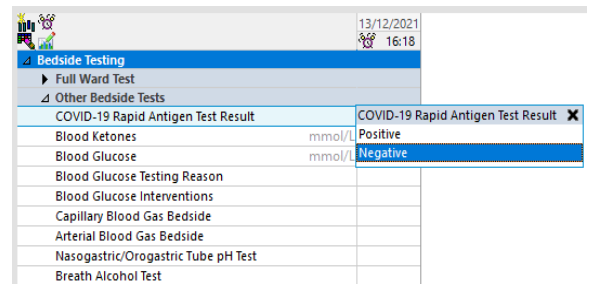 13/12/2021
16:18
Bedside Testing
Full Ward Test
Other Bedside Tests
COVID-19 Rapid Antigen Test Result
COVID-19 Rapid Antigen Test Result
Blood Ketones mmol/L Positive
Blood Glucose mmol/L Negative
Blood Glucose Testing Reason
Blood Glucose Interventions
Capillary Blood Gas Bedside
Arterial Blood Gas Bedside
Nasogastric/Orogastric Tube pH Test
Breath Alcohol Test